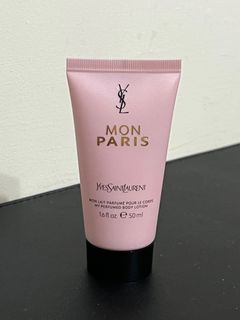 YSL
MON
PARIS
YVESSAINTLAURENT
MON LAIT PARFUMÉ POUR LE CORPS
MY PERFUMED BODY LOTION
1.6 fl. oz. ℮ 50 ml